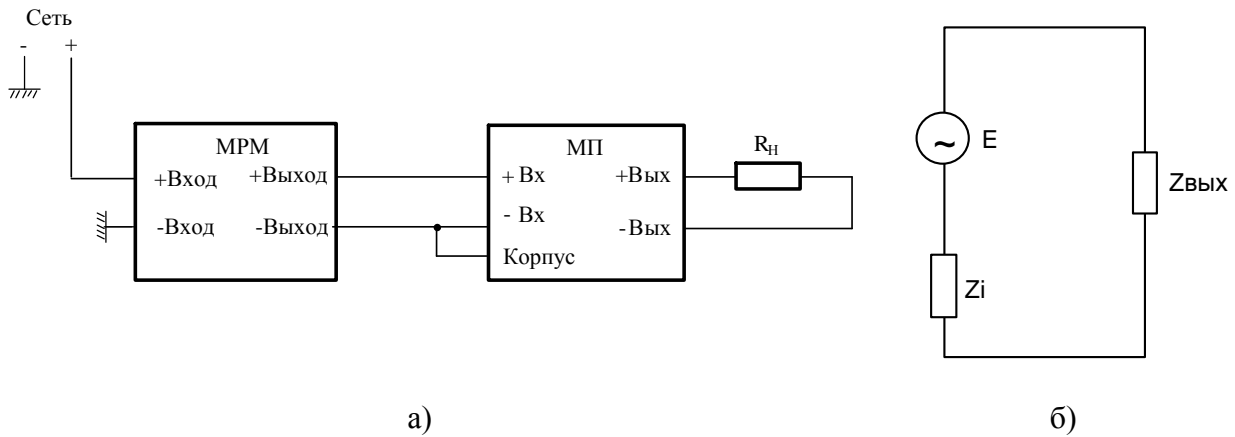 Сеть
- +
МРМ
+Вход +Выход
-Вход -Выход
МП
+ Вх +Вых
- Вх -Вых
Корпус
RН
E
Zi
Zвых
~
а) б)